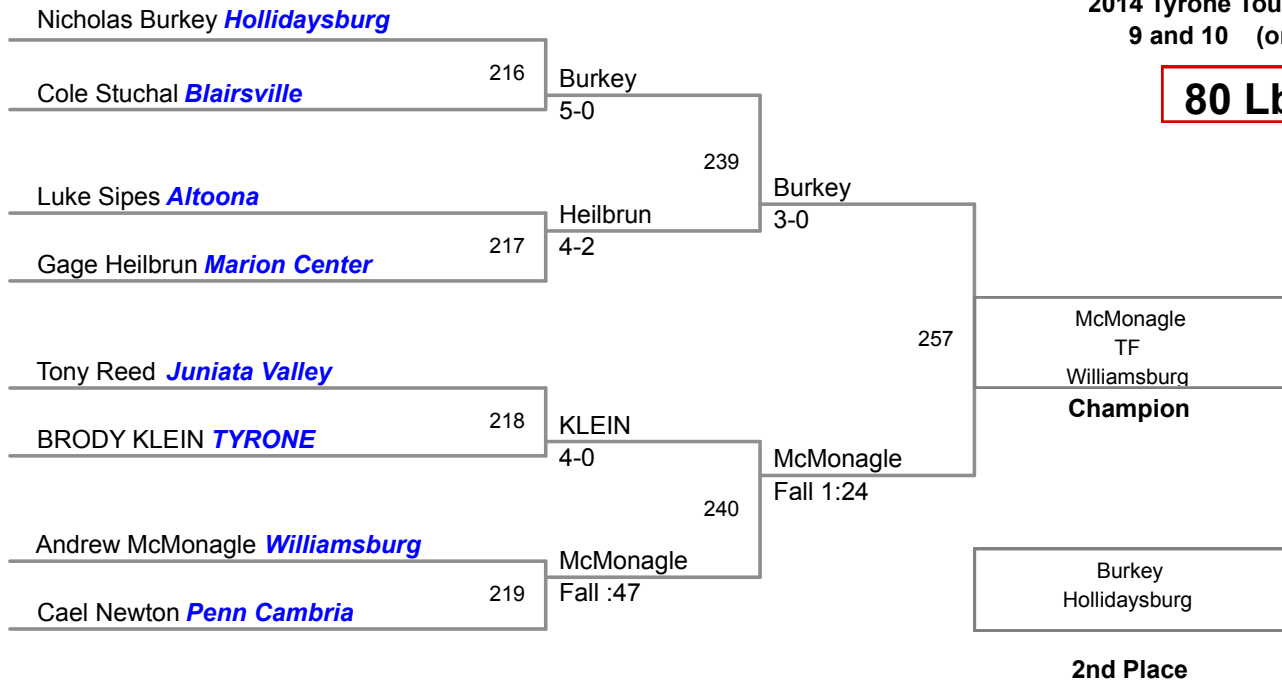 Nicholas Burkey Hollidaysburg
2014 Tyrone
9 and 10
216
Burkey
Cole Stuchal Blairsville
5-0
80
239
Luke Sipes Altoona
Burkey
Heilbrun
3-0
217
4-2
Gage Heilbrun Marion Center
McMonagle
257
TF
Tony Reed Juniata Valley
Williamsburg
Champion
218
KLEIN
BRODY KLEIN TYRONE
4-0
McMonagle
Fall 1:24
240
Andrew McMonagle Williamsburg
McMonagle
Burkey
219
Fall :47
Hollidaysburg
Cael Newton Penn Cambria
2nd Place